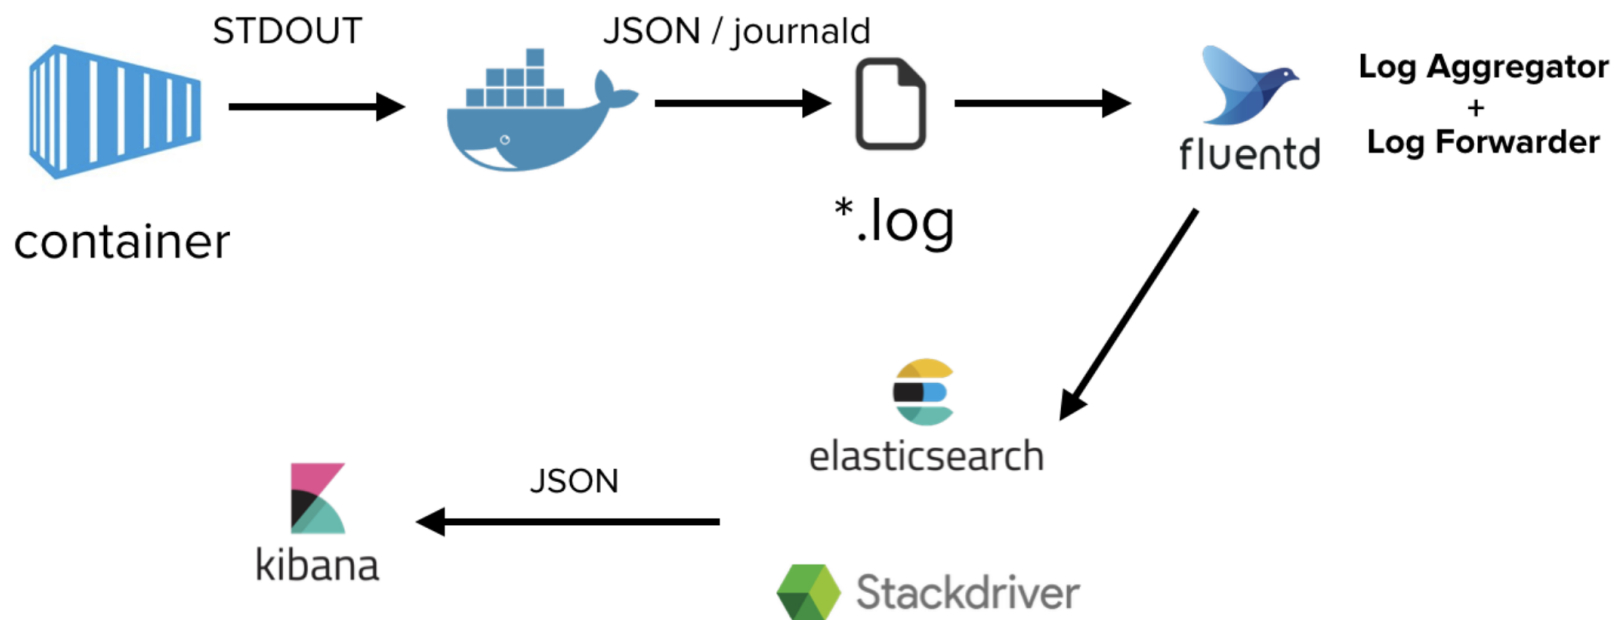 STDOUT
JSON / journald
Log Aggregator
+
Log Forwarder
fluentd
container
*.log
elasticsearch
JSON
kibana
Stackdriver